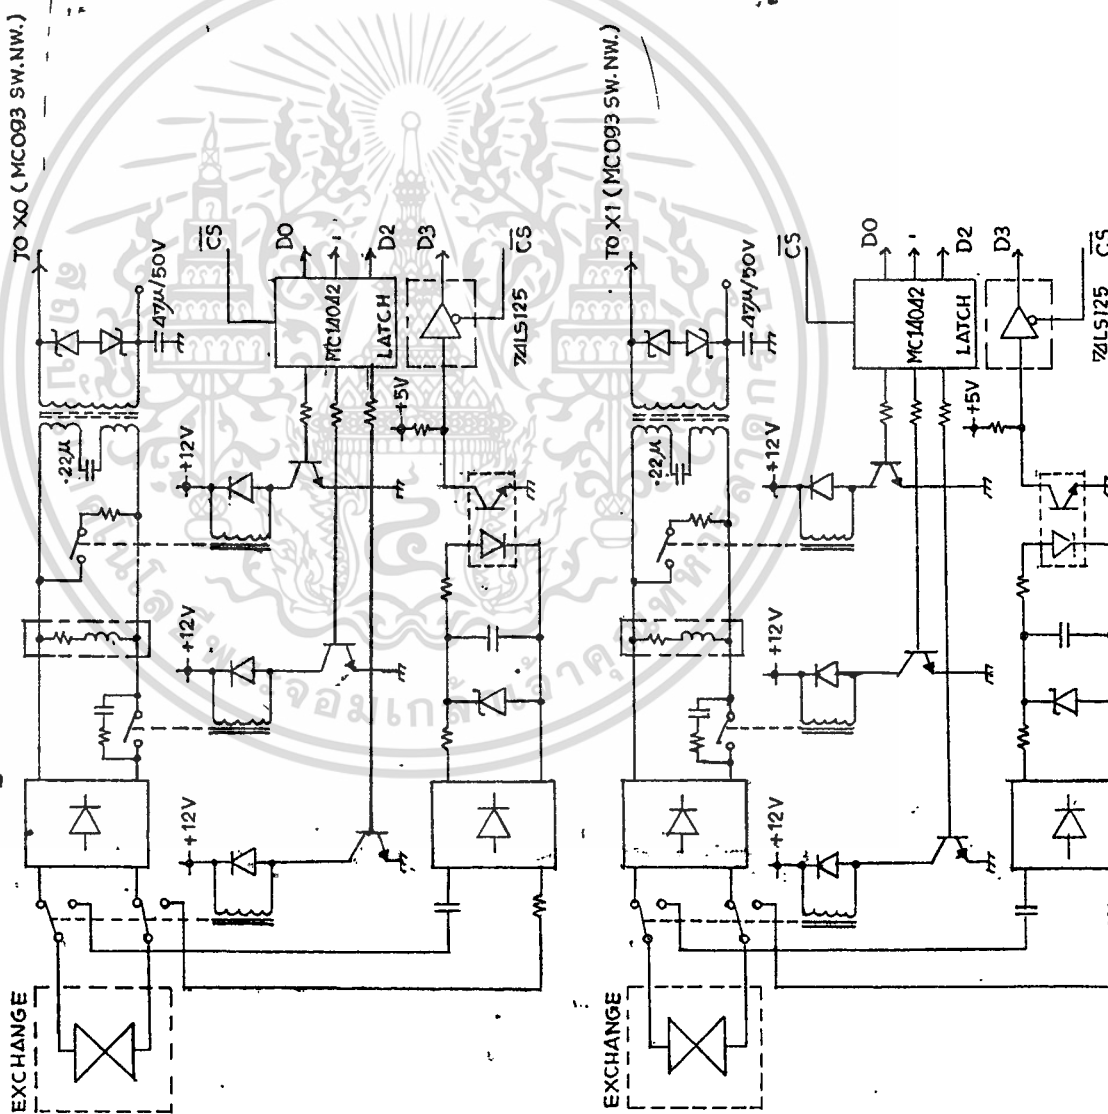 TO X0 (MC093 SW.NW.)
47µ/50V
.22µ
CS
D0
1
D2
D3
CS
MC14042
LATCH
74LS125
+5V
+12V
+12V
+12V
EXCHANGE
TO X1 (MC093 SW.NW.)
47µ/50V
.22µ
CS
D0
1
D2
D3
CS
MC14042
LATCH
74LS125
+5V
+12V
+12V
+12V
EXCHANGE